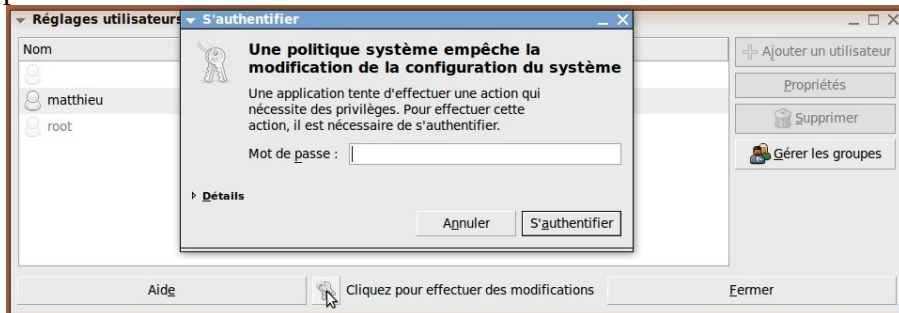 Réglages utilisateurs
S'authentifier
Nom
matthieu
root
Une politique système empêche la
modification de la configuration du système
Une application tente d'effectuer une action qui
nécessite des privilèges. Pour effectuer cette
action, il est nécessaire de s'authentifier.
Mot de passe :
Détails
Annuler
S'authentifier
Ajouter un utilisateur
Propriétés
Supprimer
Gérer les groupes
Aide
Cliquez pour effectuer des modifications
Fermer